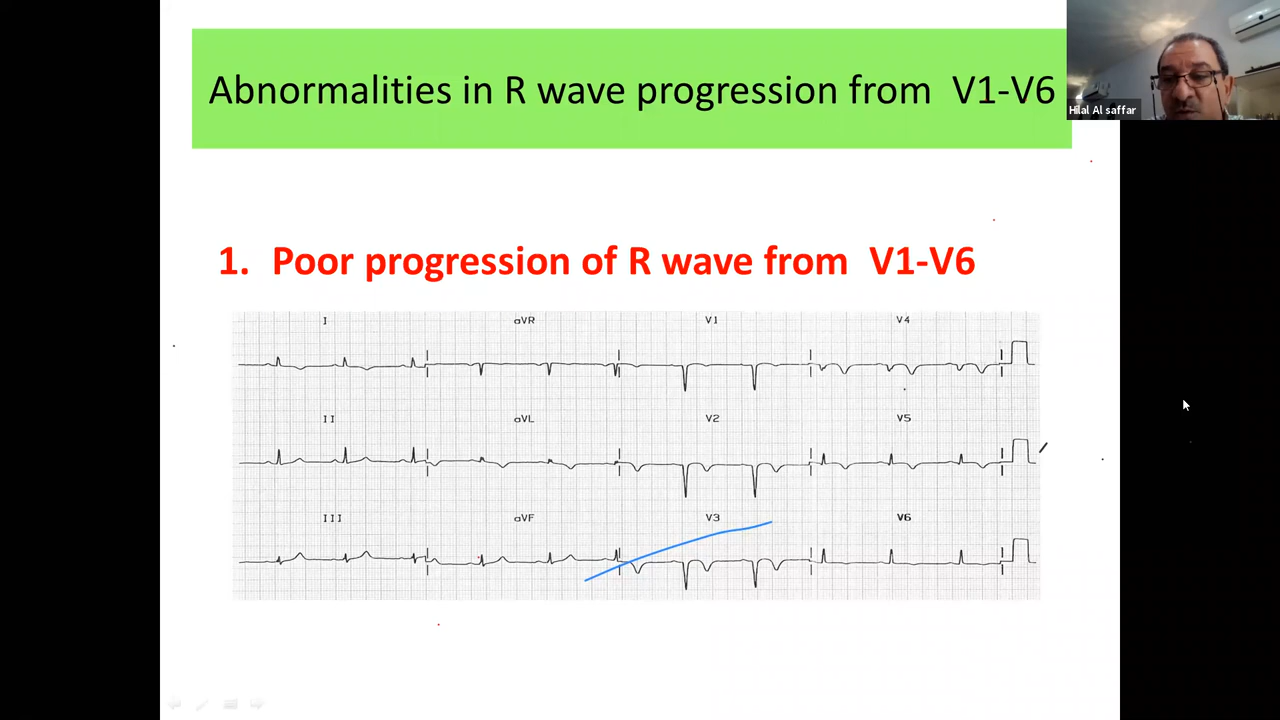 Abnormalities in R wave progression from V1-V6
Hilal Al saffar
1. Poor progression of R wave from V1-V6
I aVR V1 V4
II aVL V2 V5
III aVF V3 V6